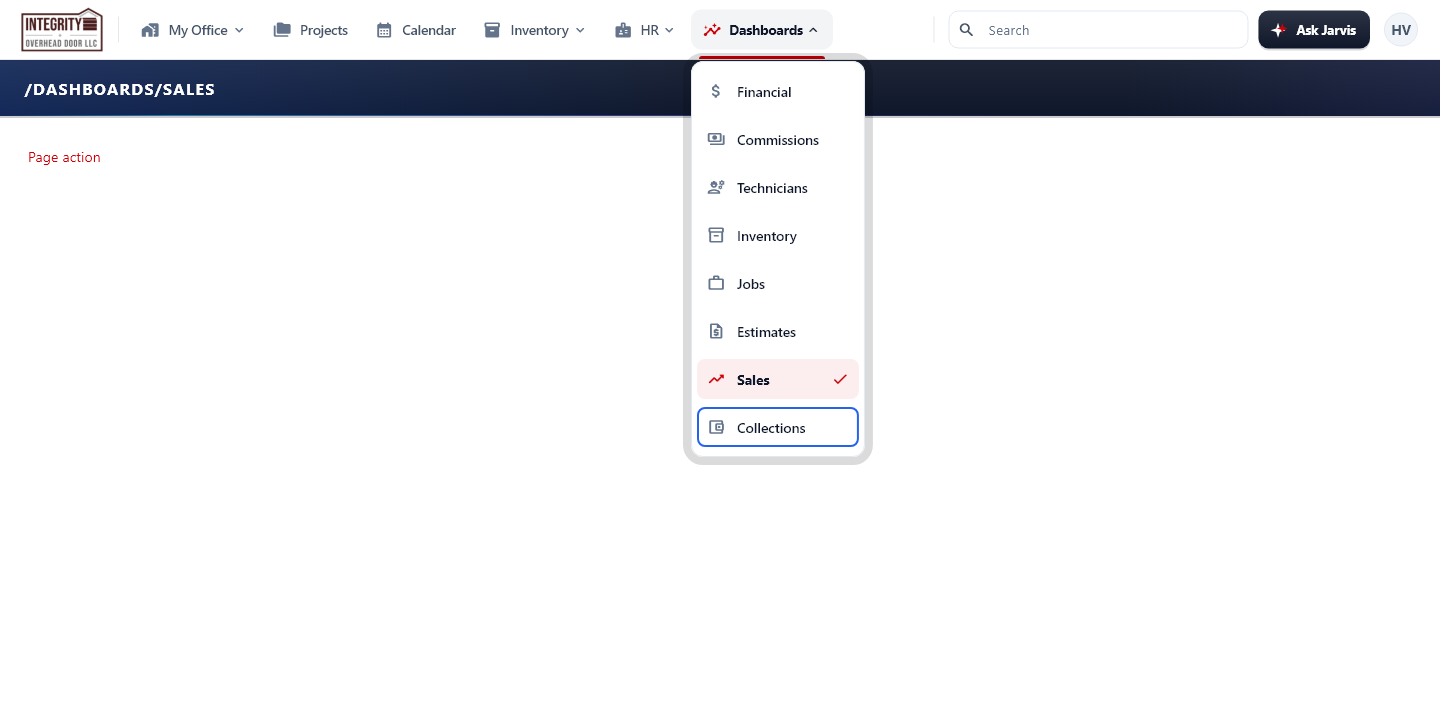 INTEGRITY
OVERHEAD DOOR LLC
My Office
Projects
Calendar
Inventory
HR
Dashboards
Search
Ask Jarvis
HV
/DASHBOARDS/SALES
Page action
Financial
Commissions
Technicians
Inventory
Jobs
Estimates
Sales
Collections